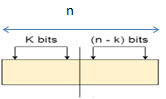 n
K bits
(n - k) bits